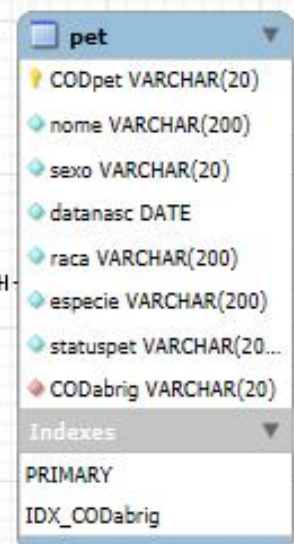 pet
CODpet VARCHAR(20)
nome VARCHAR(200)
sexo VARCHAR(20)
datanasc DATE
raca VARCHAR(200)
especie VARCHAR(200)
statuspet VARCHAR(20...
CODabrig VARCHAR(20)
Indexes
PRIMARY
IDX_CODabrig